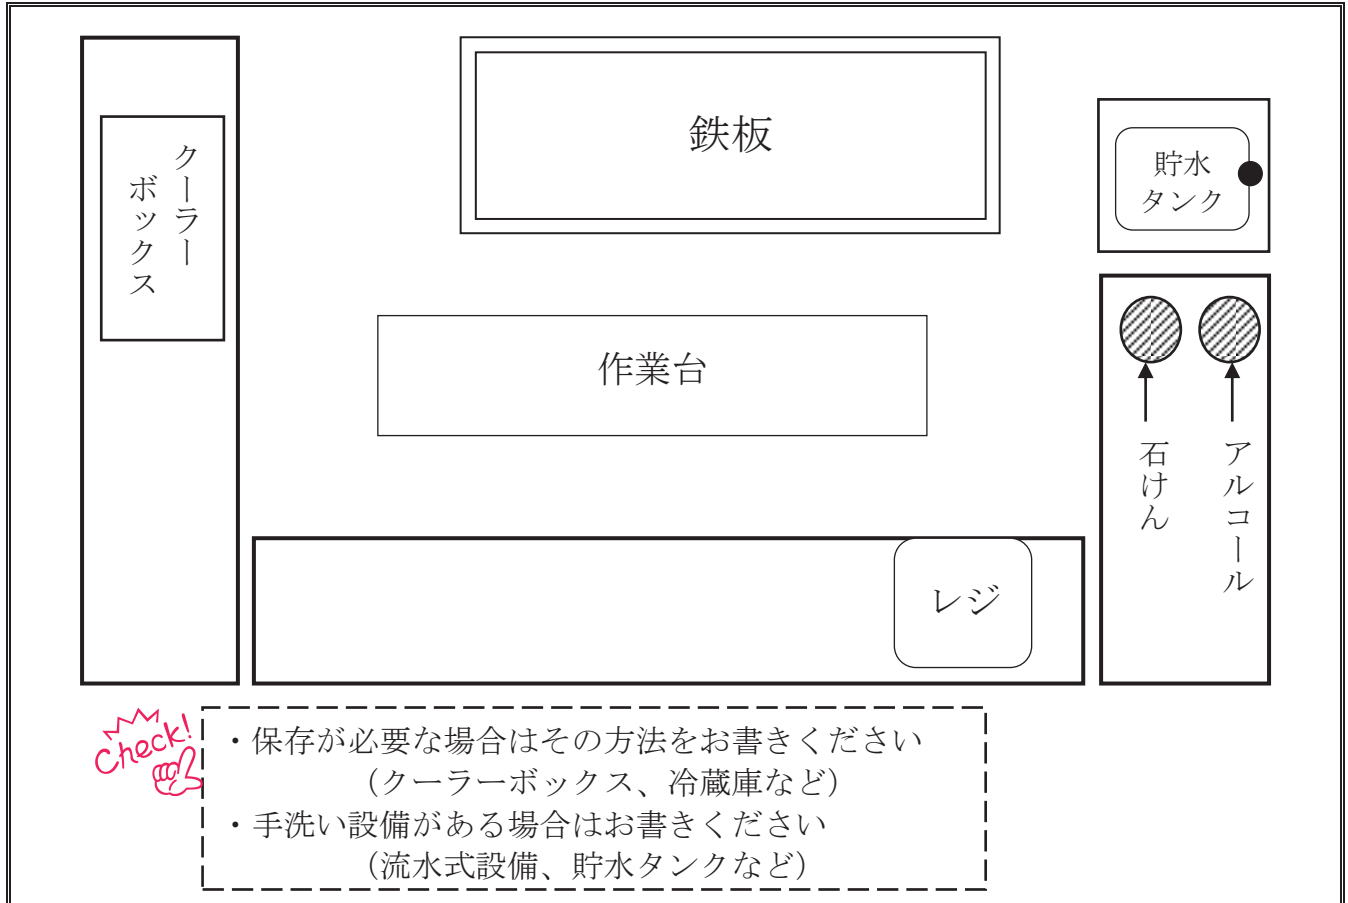 鉄板
クーラー
ボックス
貯水
タンク
作業台
石けん
アルコール
レジ
Check!
・保存が必要な場合はその方法をお書きください
（クーラーボックス、冷蔵庫など）
・手洗い設備がある場合はお書きください
（流水式設備、貯水タンクなど）